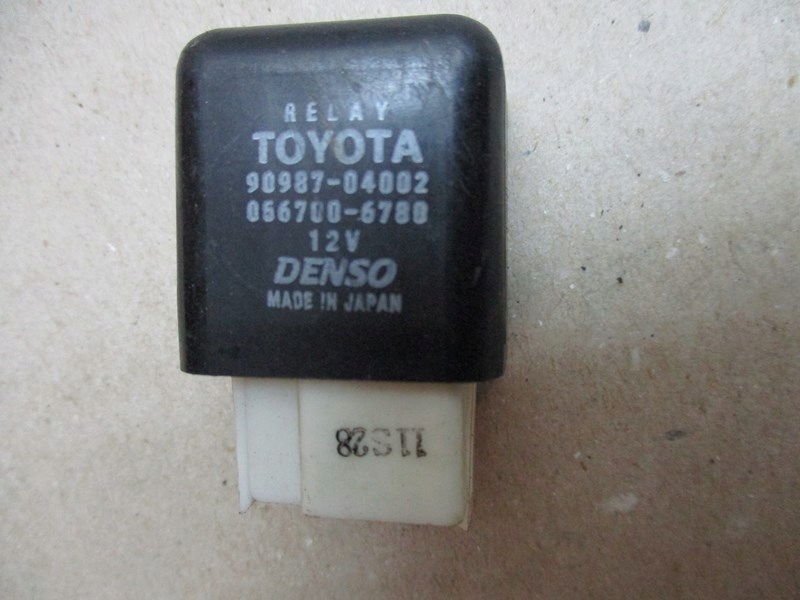 RELAY
TOYOTA
90987-04002
056700-6780
12V
DENSO
MADE IN JAPAN
11S28